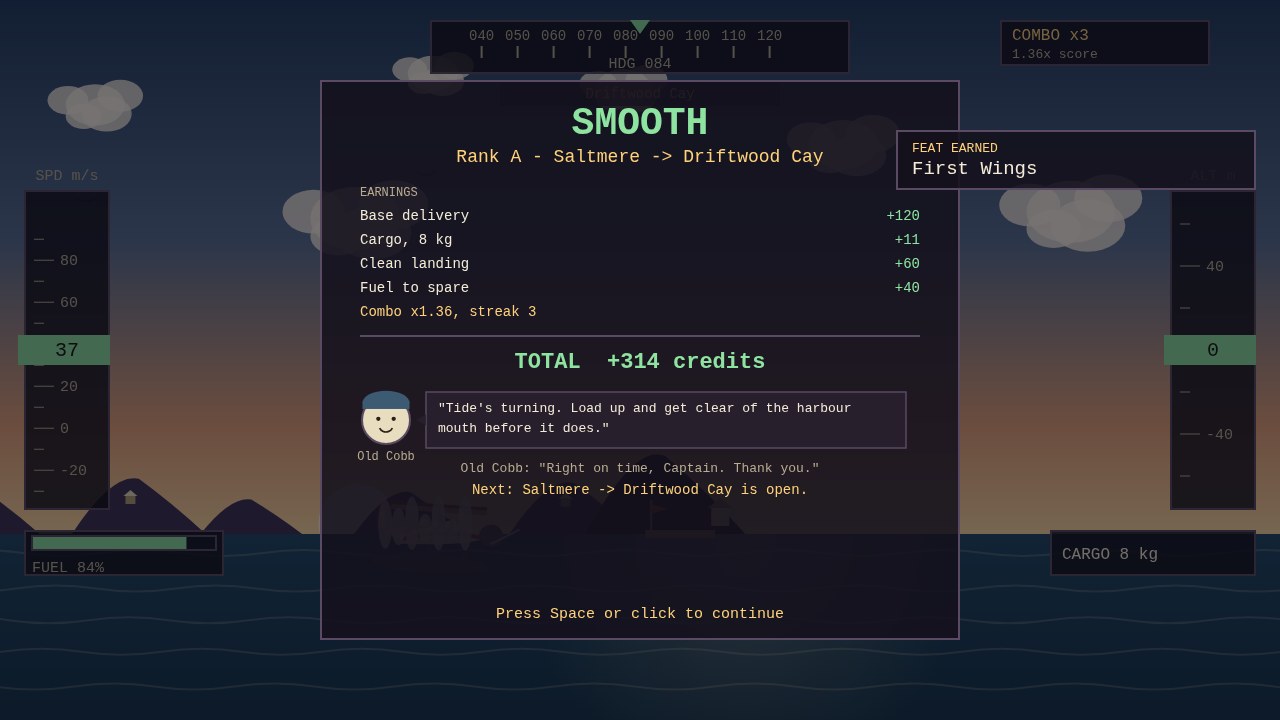 040 050 060 070 080 090 100 110 120
HDG 084
COMBO x3
1.36x score
Driftwood Cay
SMOOTH
Rank A - Saltmere -> Driftwood Cay
FEAT EARNED
First Wings
SPD m/s
ALT m
EARNINGS
Base delivery +120
Cargo, 8 kg +11
Clean landing +60
Fuel to spare +40
Combo x1.36, streak 3
TOTAL +314 credits
80
60
37
20
0
-20
40
0
-40
"Tide's turning. Load up and get clear of the harbour
mouth before it does."
Old Cobb
Old Cobb: "Right on time, Captain. Thank you."
Next: Saltmere -> Driftwood Cay is open.
FUEL 84%
CARGO 8 kg
Press Space or click to continue